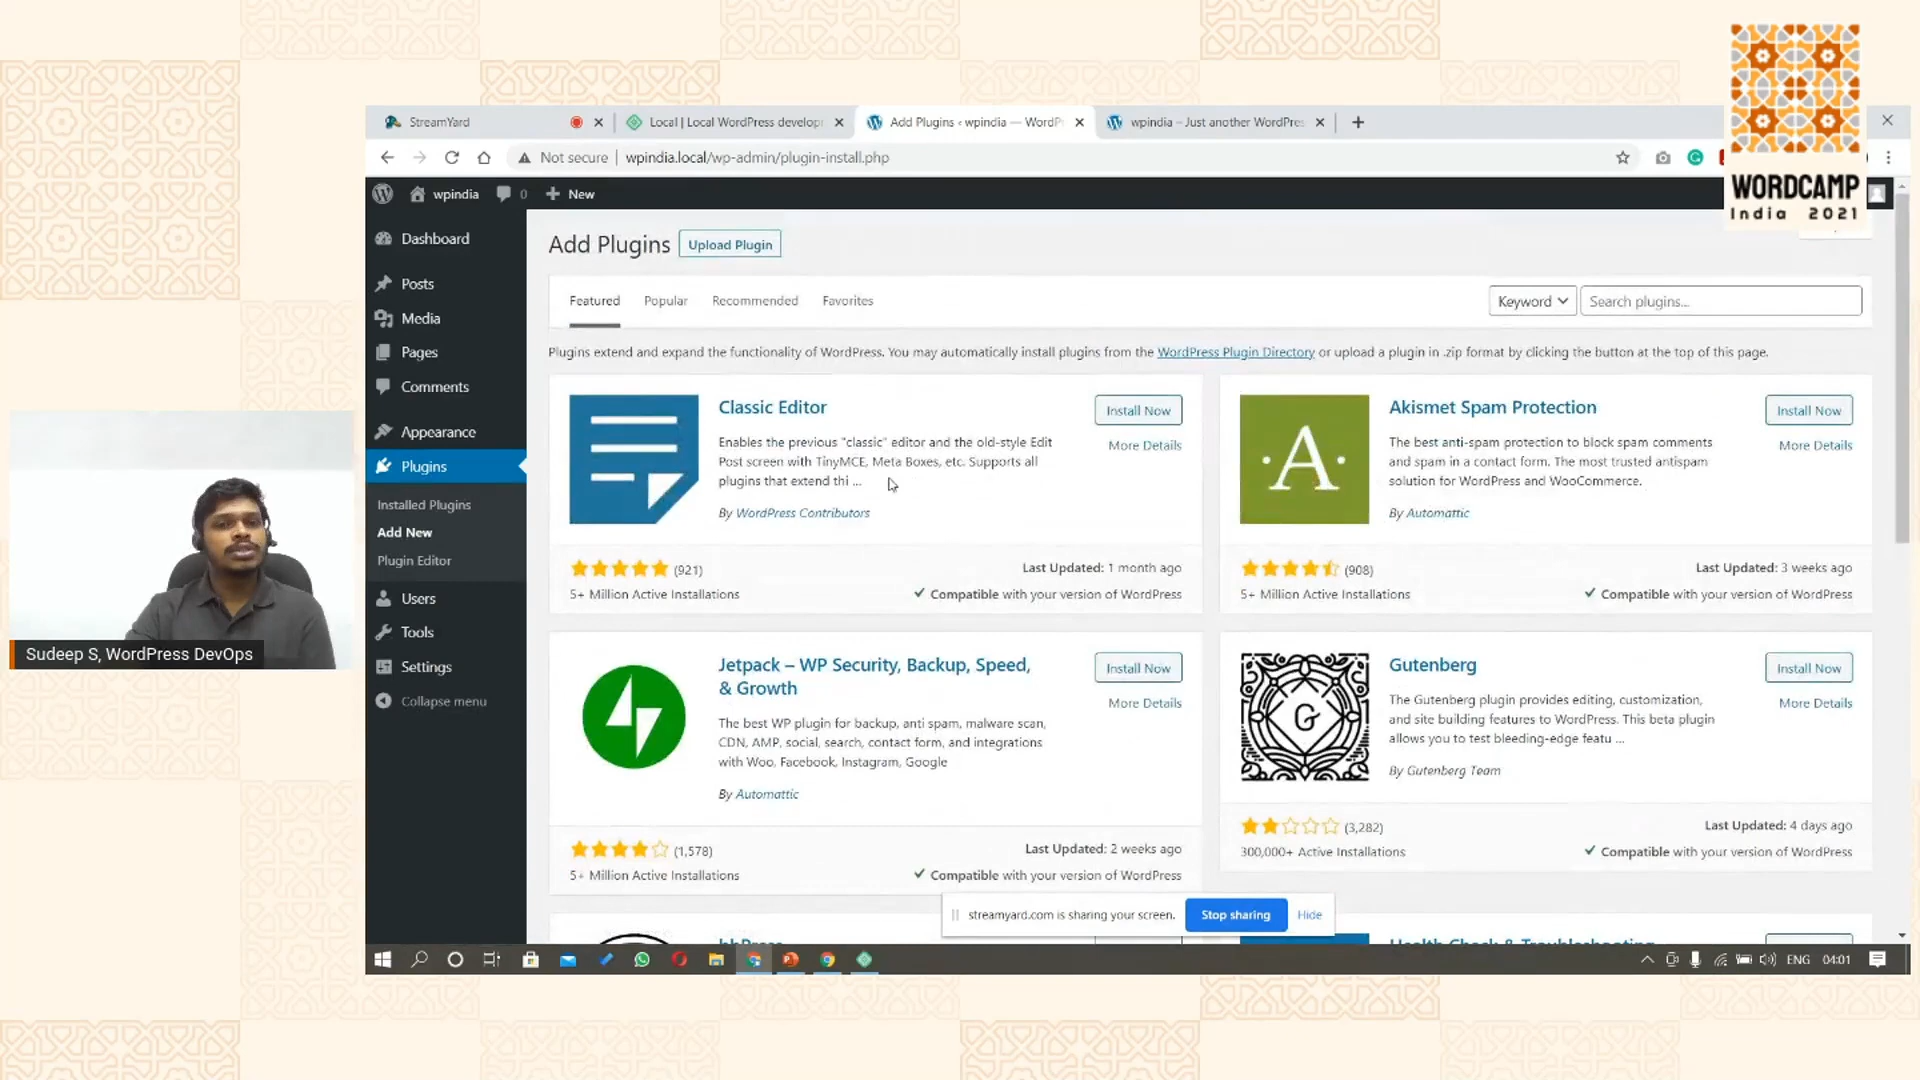 WORDCAMP
India 2021
StreamYard
Local | Local WordPress develop
Add Plugins ‹ wpindia — WordP
wpindia – Just another WordPres
Not secure | wpindia.local/wp-admin/plugin-install.php
wpindia
0
New
Dashboard
Posts
Media
Pages
Comments
Appearance
Plugins
Installed Plugins
Add New
Plugin Editor
Users
Tools
Settings
Collapse menu
Add Plugins
Upload Plugin
Featured
Popular
Recommended
Favorites
Keyword
Search plugins...
Plugins extend and expand the functionality of WordPress. You may automatically install plugins from the WordPress Plugin Directory or upload a plugin in .zip format by clicking the button at the top of this page.
Classic Editor
Install Now
More Details
Enables the previous "classic" editor and the old-style Edit
Post screen with TinyMCE, Meta Boxes, etc. Supports all
plugins that extend thi ...
By WordPress Contributors
(921)
Last Updated: 1 month ago
5+ Million Active Installations
Compatible with your version of WordPress
Akismet Spam Protection
Install Now
More Details
The best anti-spam protection to block spam comments
and spam in a contact form. The most trusted antispam
solution for WordPress and WooCommerce.
By Automattic
(908)
Last Updated: 3 weeks ago
5+ Million Active Installations
Compatible with your version of WordPress
Jetpack – WP Security, Backup, Speed,
& Growth
Install Now
More Details
The best WP plugin for backup, anti spam, malware scan,
CDN, AMP, social, search, contact form, and integrations
with Woo, Facebook, Instagram, Google
By Automattic
(1,578)
Last Updated: 2 weeks ago
5+ Million Active Installations
Compatible with your version of WordPress
Gutenberg
Install Now
More Details
The Gutenberg plugin provides editing, customization,
and site building features to WordPress. This beta plugin
allows you to test bleeding-edge featu ...
By Gutenberg Team
(3,282)
Last Updated: 4 days ago
300,000+ Active Installations
Compatible with your version of WordPress
bbPress
Health Check & Troubleshooting
streamyard.com is sharing your screen.
Stop sharing
Hide
ENG
04:01
Sudeep S, WordPress DevOps